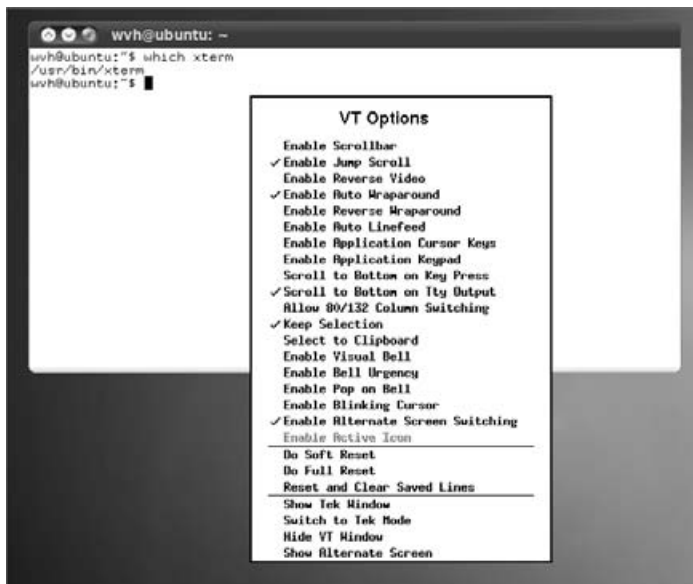 wvh@ubuntu: ~
wvh@ubuntu:~$ which xterm
/usr/bin/xterm
wvh@ubuntu:~$
VT Options
Enable Scrollbar
✓ Enable Jump Scroll
Enable Reverse Video
✓ Enable Auto Wraparound
Enable Reverse Wraparound
Enable Auto Linefeed
Enable Application Cursor Keys
Enable Application Keypad
Scroll to Bottom on Key Press
✓ Scroll to Bottom on Tty Output
Allow 80/132 Column Switching
✓ Keep Selection
Select to Clipboard
Enable Visual Bell
Enable Bell Urgency
Enable Pop on Bell
Enable Blinking Cursor
✓ Enable Alternate Screen Switching
Enable Active Icon
Do Soft Reset
Do Full Reset
Reset and Clear Saved Lines
Show Tek Window
Switch to Tek Mode
Hide VT Window
Show Alternate Screen